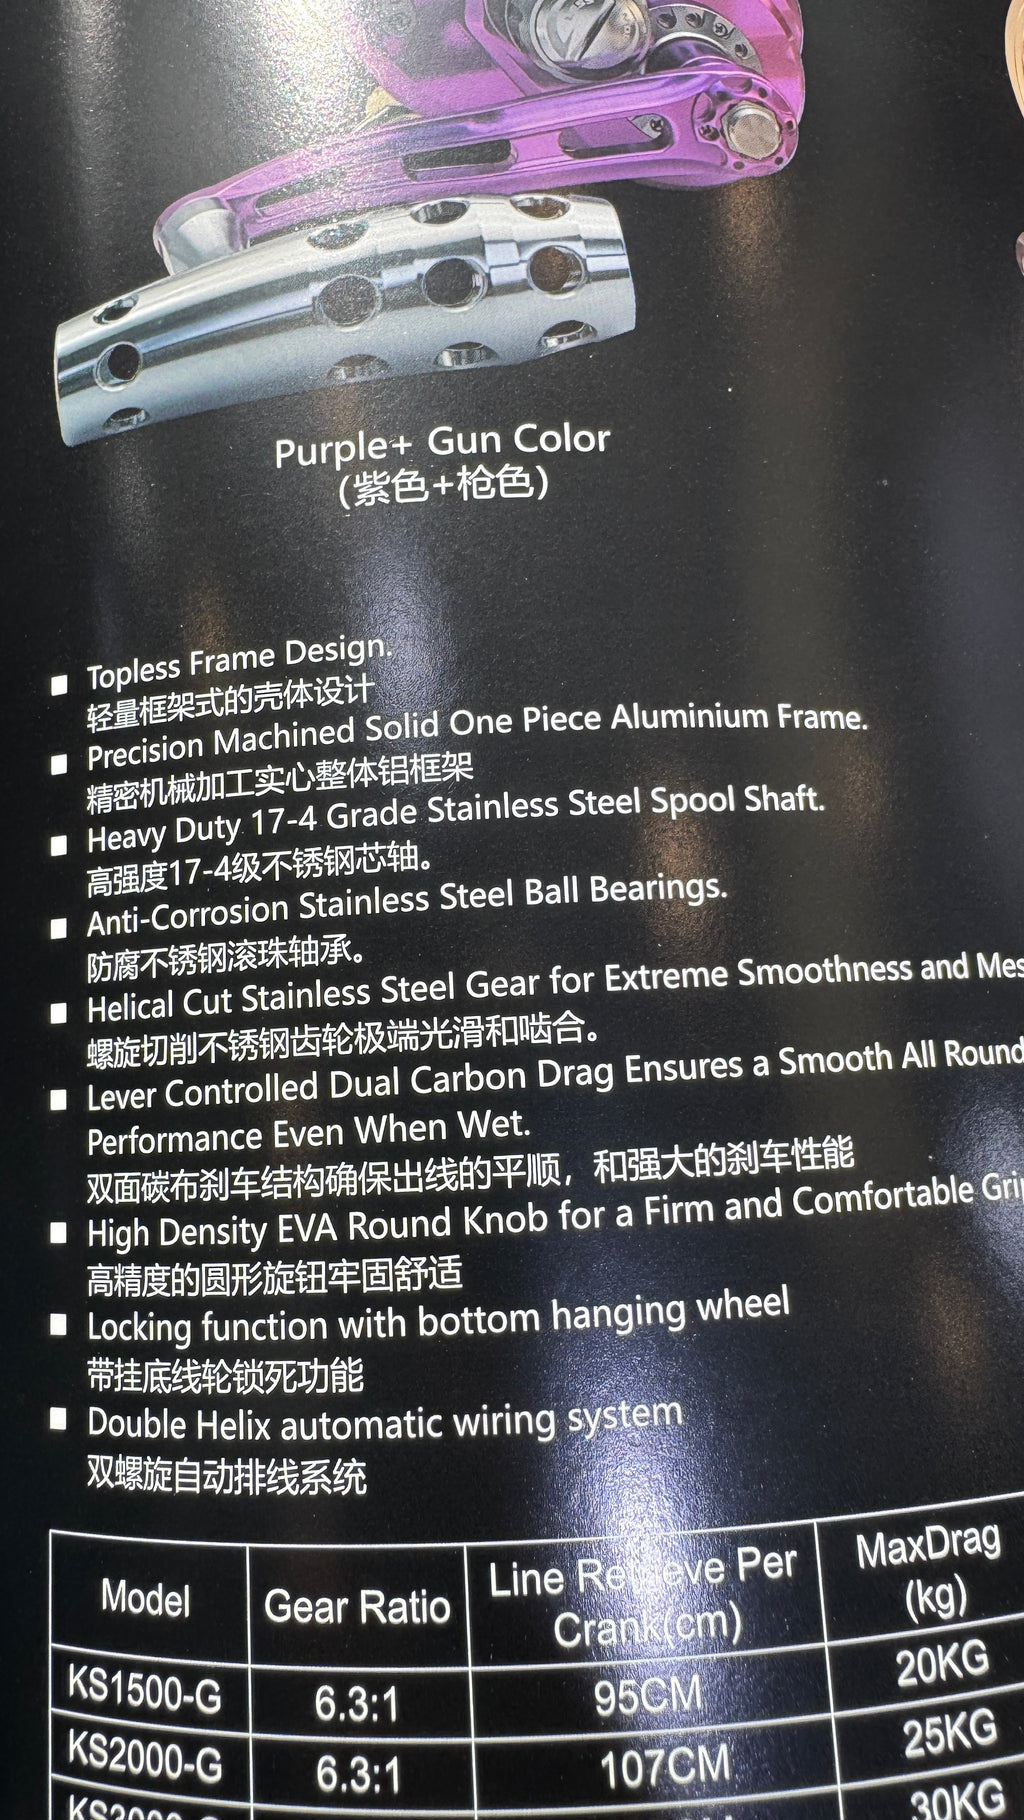 Purple+ Gun Color
(紫色+枪色)
■ Topless Frame Design.
轻量框架式的壳体设计
■ Precision Machined Solid One Piece Aluminium Frame.
精密机械加工实心整体铝框架
■ Heavy Duty 17-4 Grade Stainless Steel Spool Shaft.
高强度17-4级不锈钢芯轴。
■ Anti-Corrosion Stainless Steel Ball Bearings.
防腐不锈钢滚珠轴承。
■ Helical Cut Stainless Steel Gear for Extreme Smoothness and
螺旋切削不锈钢齿轮极端光滑和啮合。
■ Lever Controlled Dual Carbon Drag Ensures a Smooth All Round
Performance Even When Wet.
双面碳布刹车结构确保出线的平顺，和强大的刹车性能
■ High Density EVA Round Knob for a Firm and Comfortable
高精度的圆形旋钮牢固舒适
■ Locking function with bottom hanging wheel
带挂底线轮锁死功能
■ Double Helix automatic wiring system
双螺旋自动排线系统
Model Gear Ratio Line Retrieve Per Crank(cm) MaxDrag (kg)
KS1500-G 6.3:1 95CM 20KG
KS2000-G 6.3:1 107CM 25KG
30KG